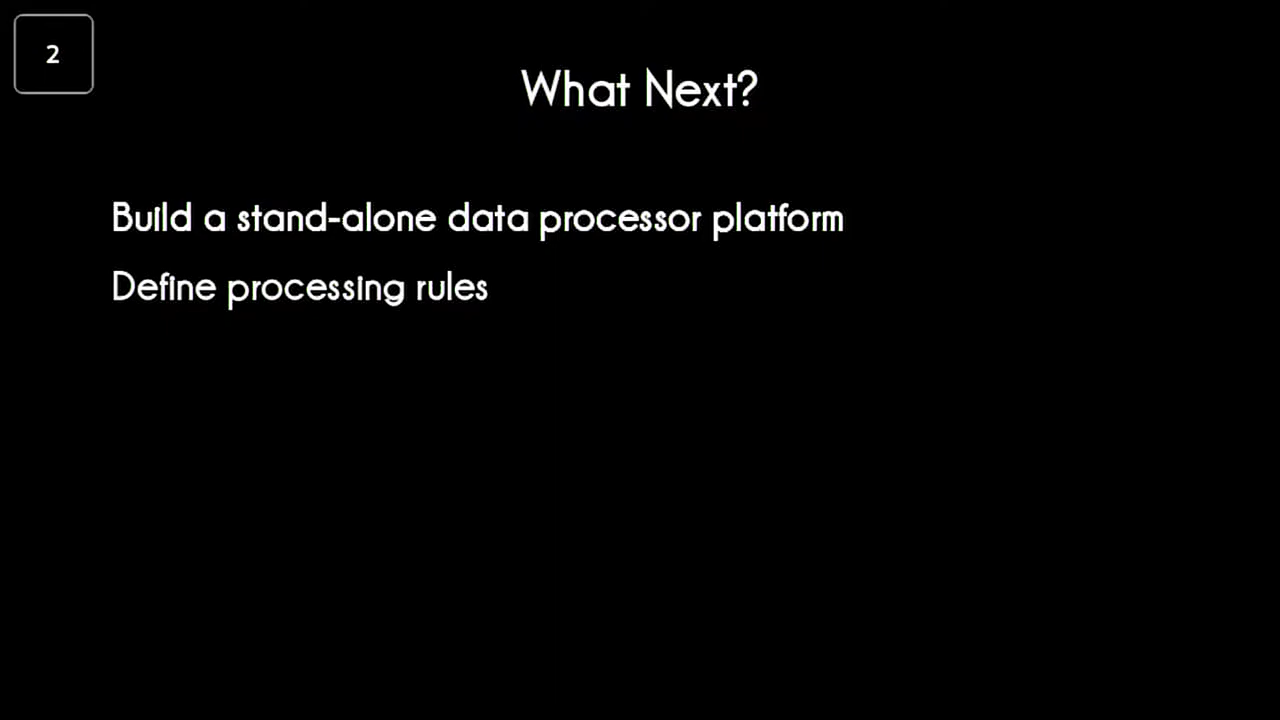 2
What Next?
Build a stand-alone data processor platform
Define processing rules